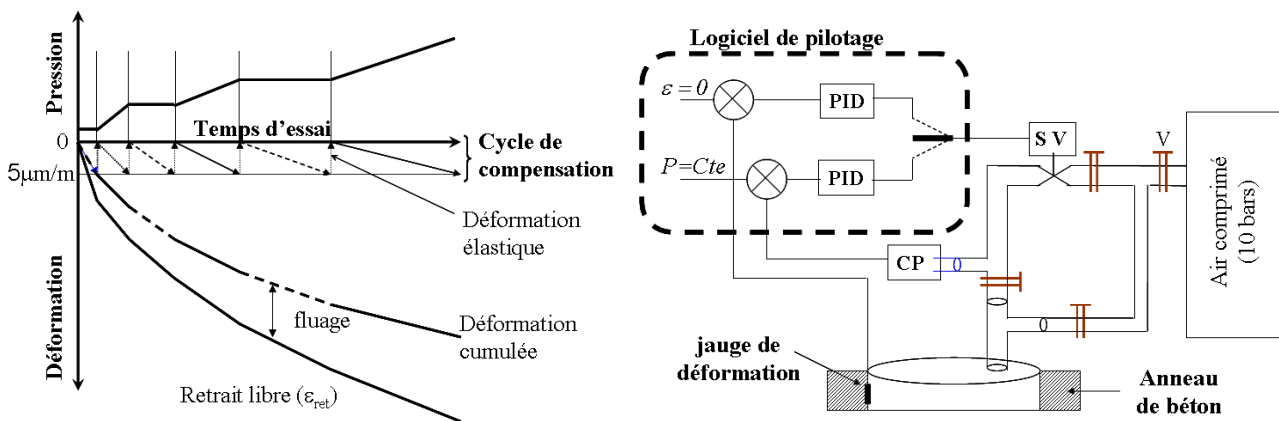 Pression
0
5μm/m
Temps d'essai
Cycle de
compensation
Déformation
élastique
Déformation
fluage
Déformation
cumulée
Retrait libre (εret)
Logiciel de pilotage
ε = 0
PID
P=Cte
PID
S V
V
CP
Air comprimé
(10 bars)
jauge de
déformation
Anneau
de béton